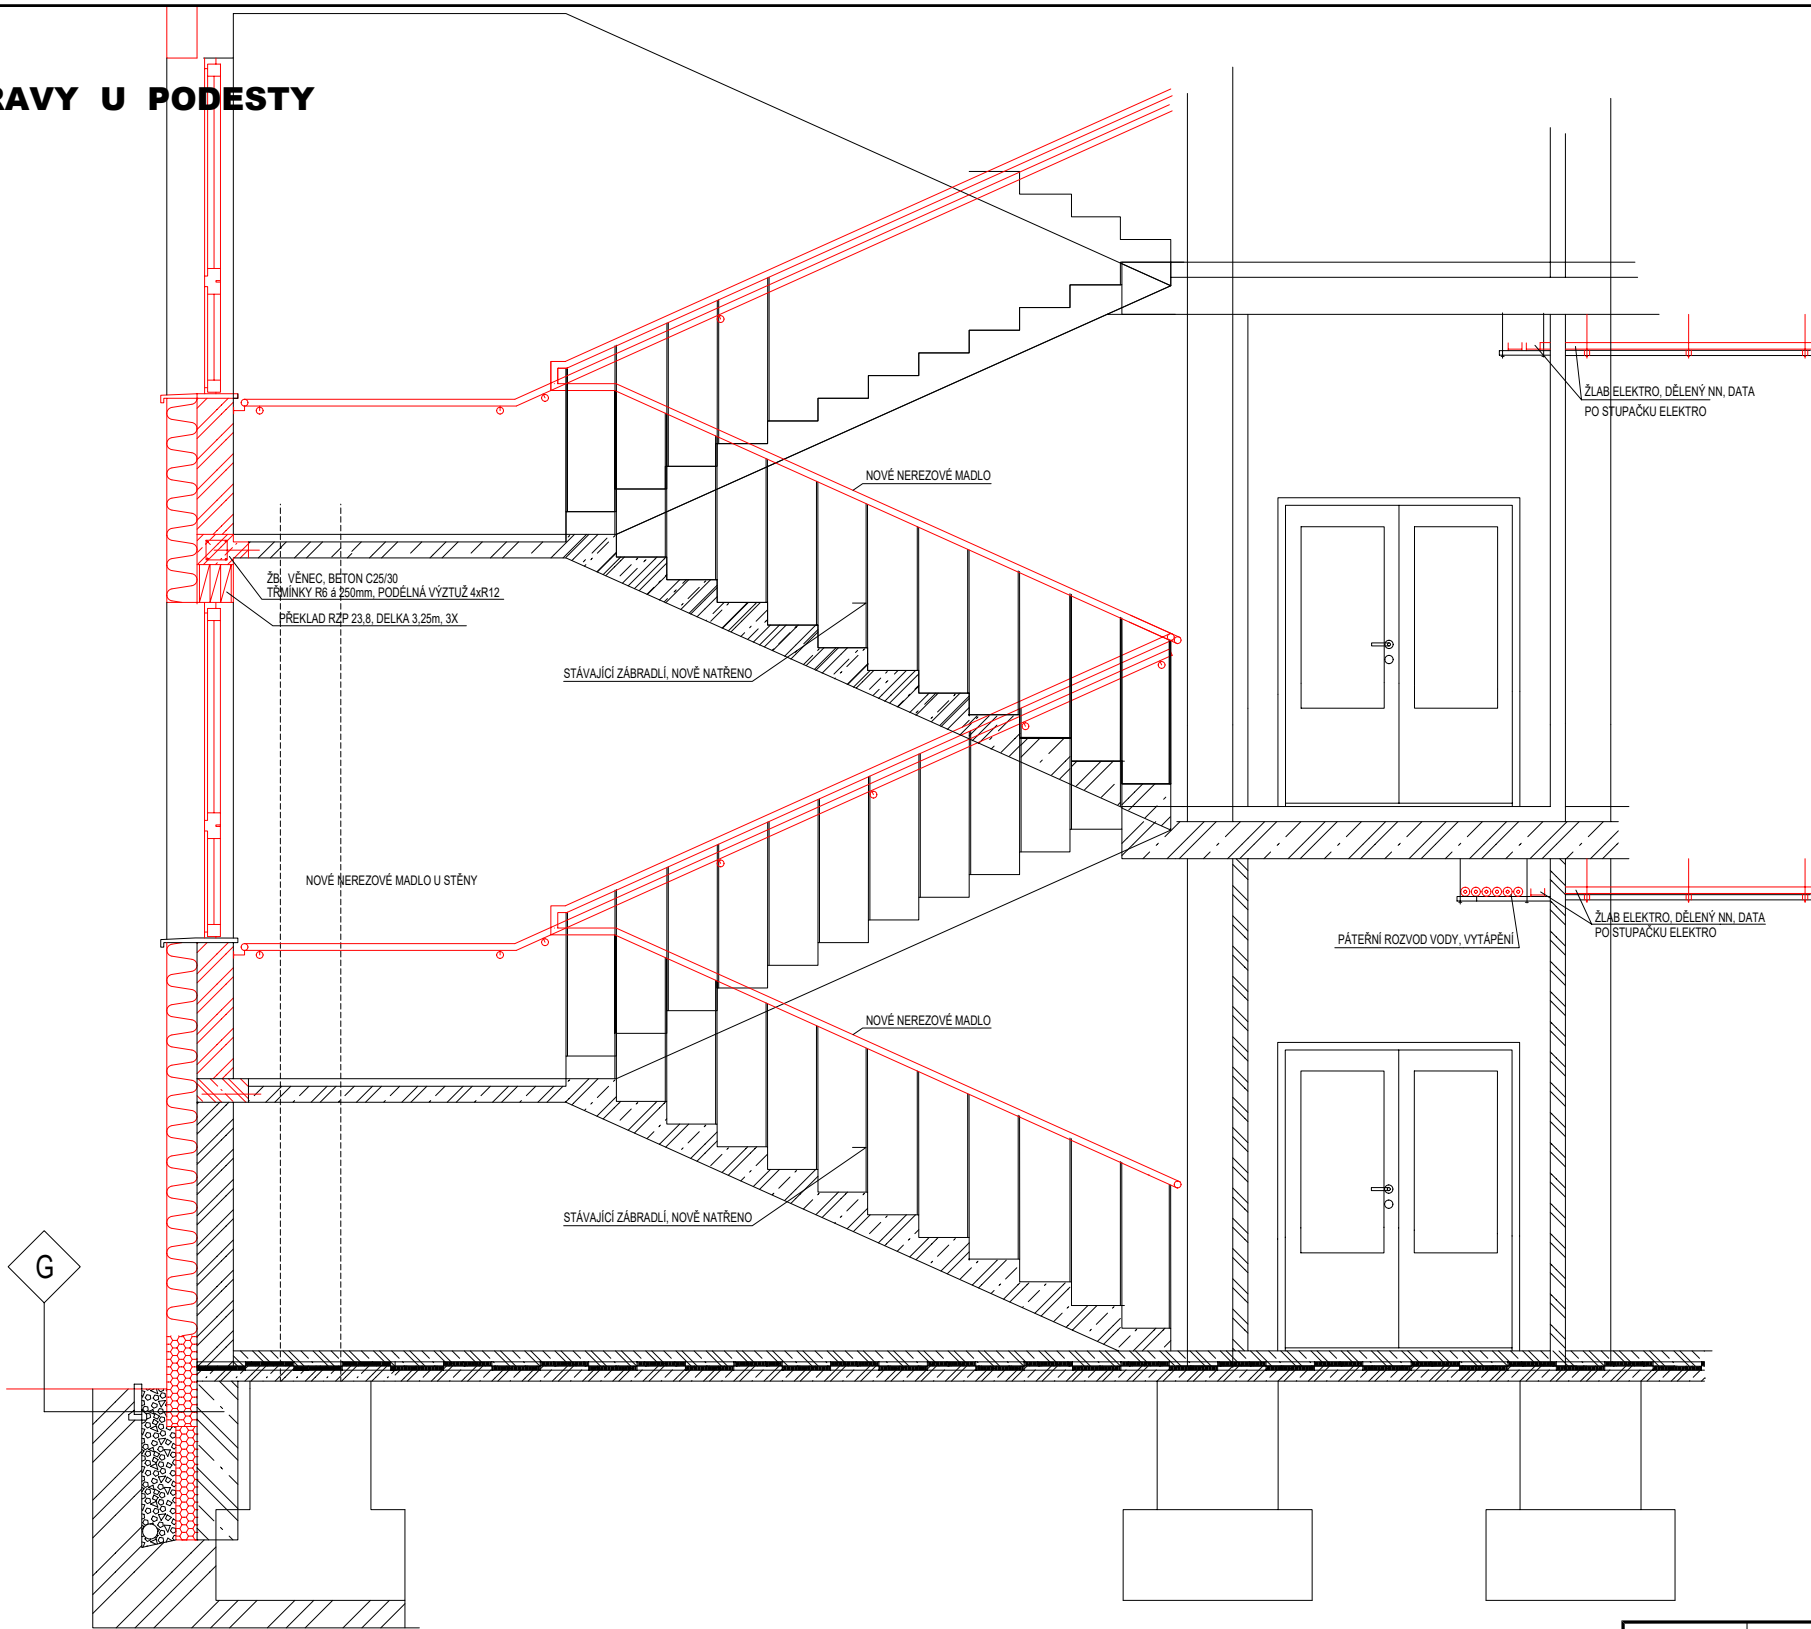 RAVY U PODESTY
ŽLAB ELEKTRO, DĚLENÝ NN, DATA
PO STUPAČKU ELEKTRO
NOVÉ NEREZOVÉ MADLO
ŽB. VĚNEC, BETON C25/30
TŘMÍNKY R6 á 250mm, PODÉLNÁ VÝZTUŽ 4xR12
PŘEKLAD RZP 23,8, DELKA 3,25m, 3X
STÁVAJÍCÍ ZÁBRADLÍ, NOVĚ NATŘENO
NOVÉ NEREZOVÉ MADLO U STĚNY
ŽLAB ELEKTRO, DĚLENÝ NN, DATA
PO STUPAČKU ELEKTRO
PÁTEŘNÍ ROZVOD VODY, VYTÁPĚNÍ
NOVÉ NEREZOVÉ MADLO
STÁVAJÍCÍ ZÁBRADLÍ, NOVĚ NATŘENO
G